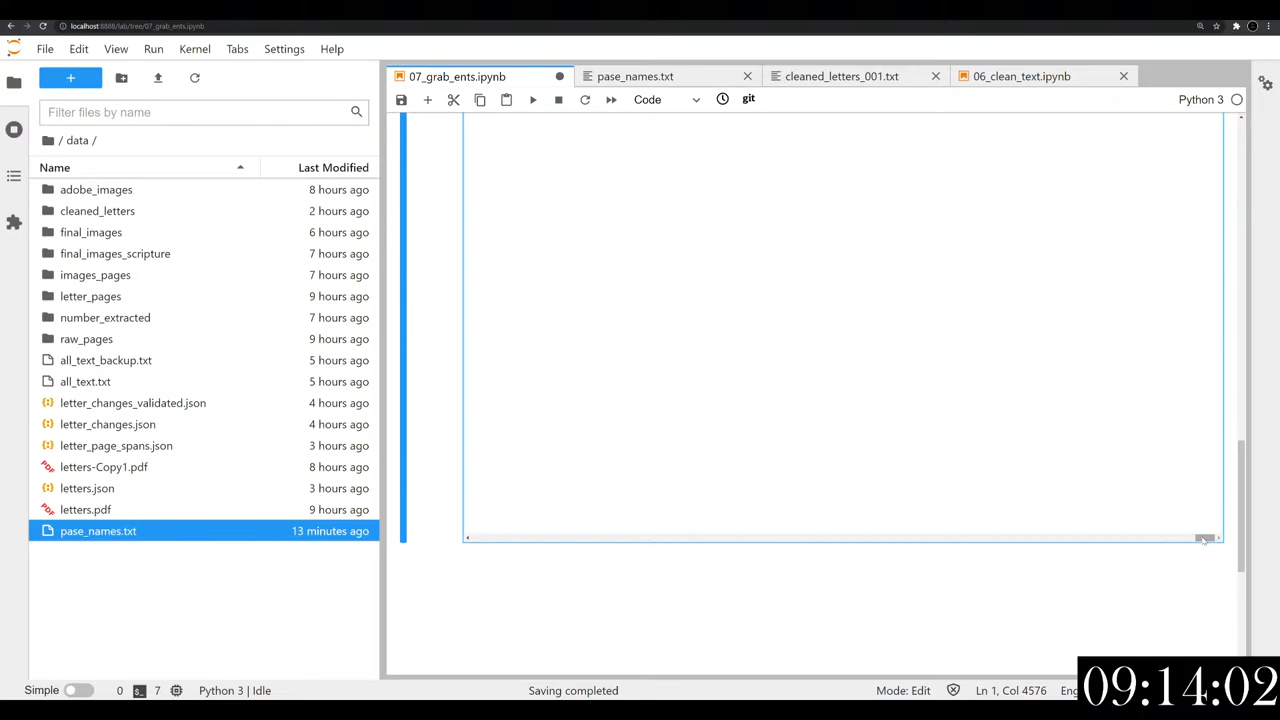 localhost:8888/lab/tree/07_grab_ents.ipynb
File Edit View Run Kernel Tabs Settings Help
07_grab_ents.ipynb pase_names.txt cleaned_letters_001.txt 06_clean_text.ipynb
Code git Python 3
Filter files by name
/ data /
Name Last Modified
adobe_images 8 hours ago
cleaned_letters 2 hours ago
final_images 6 hours ago
final_images_scripture 7 hours ago
images_pages 7 hours ago
letter_pages 9 hours ago
number_extracted 7 hours ago
raw_pages 9 hours ago
all_text_backup.txt 5 hours ago
all_text.txt 5 hours ago
letter_changes_validated.json 4 hours ago
letter_changes.json 4 hours ago
letter_page_spans.json 3 hours ago
letters-Copy1.pdf 8 hours ago
letters.json 3 hours ago
letters.pdf 9 hours ago
pase_names.txt 13 minutes ago
Simple 0 7 Python 3 | Idle Saving completed Mode: Edit Ln 1, Col 4576 Eng
09:14:02